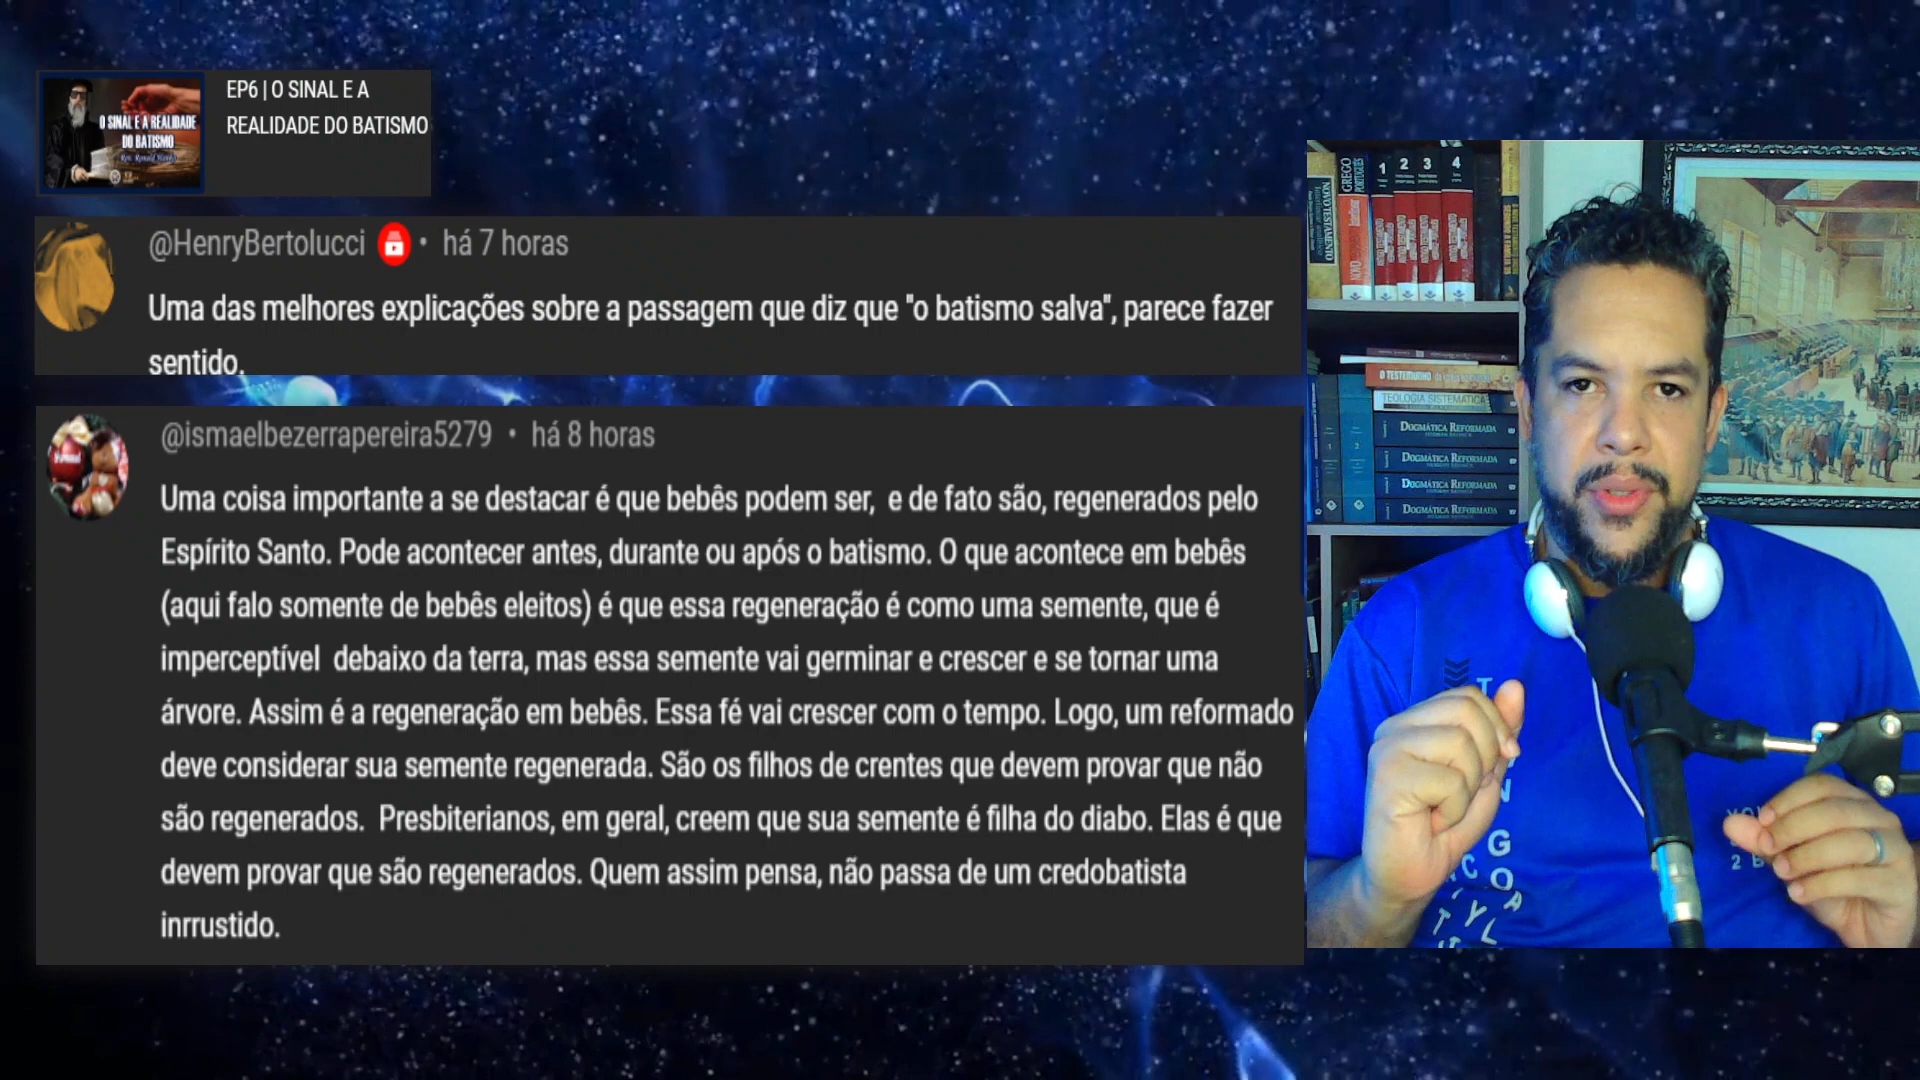 EP6 | O SINAL E A
REALIDADE DO BATISMO
O SINAL E A REALIDADE
DO BATISMO
@HenryBertolucci • há 7 horas
Uma das melhores explicações sobre a passagem que diz que "o batismo salva", parece fazer
sentido.
@ismaelbezerrapereira5279 • há 8 horas
Uma coisa importante a se destacar é que bebês podem ser, e de fato são, regenerados pelo
Espírito Santo. Pode acontecer antes, durante ou após o batismo. O que acontece em bebês
(aqui falo somente de bebês eleitos) é que essa regeneração é como uma semente, que é
imperceptível debaixo da terra, mas essa semente vai germinar e crescer e se tornar uma
árvore. Assim é a regeneração em bebês. Essa fé vai crescer com o tempo. Logo, um reformado
deve considerar sua semente regenerada. São os filhos de crentes que devem provar que não
são regenerados. Presbiterianos, em geral, creem que sua semente é filha do diabo. Elas é que
devem provar que são regenerados. Quem assim pensa, não passa de um credobatista
inrrustido.
NOVO TESTAMENTO
GRECO
PORTUGUÊS
1
2
3
4
O TESTEMUNHO
TEOLOGIA SISTEMÁTICA
DOGMÁTICA REFORMADA
DOGMÁTICA REFORMADA
DOGMÁTICA REFORMADA
DOGMÁTICA REFORMADA